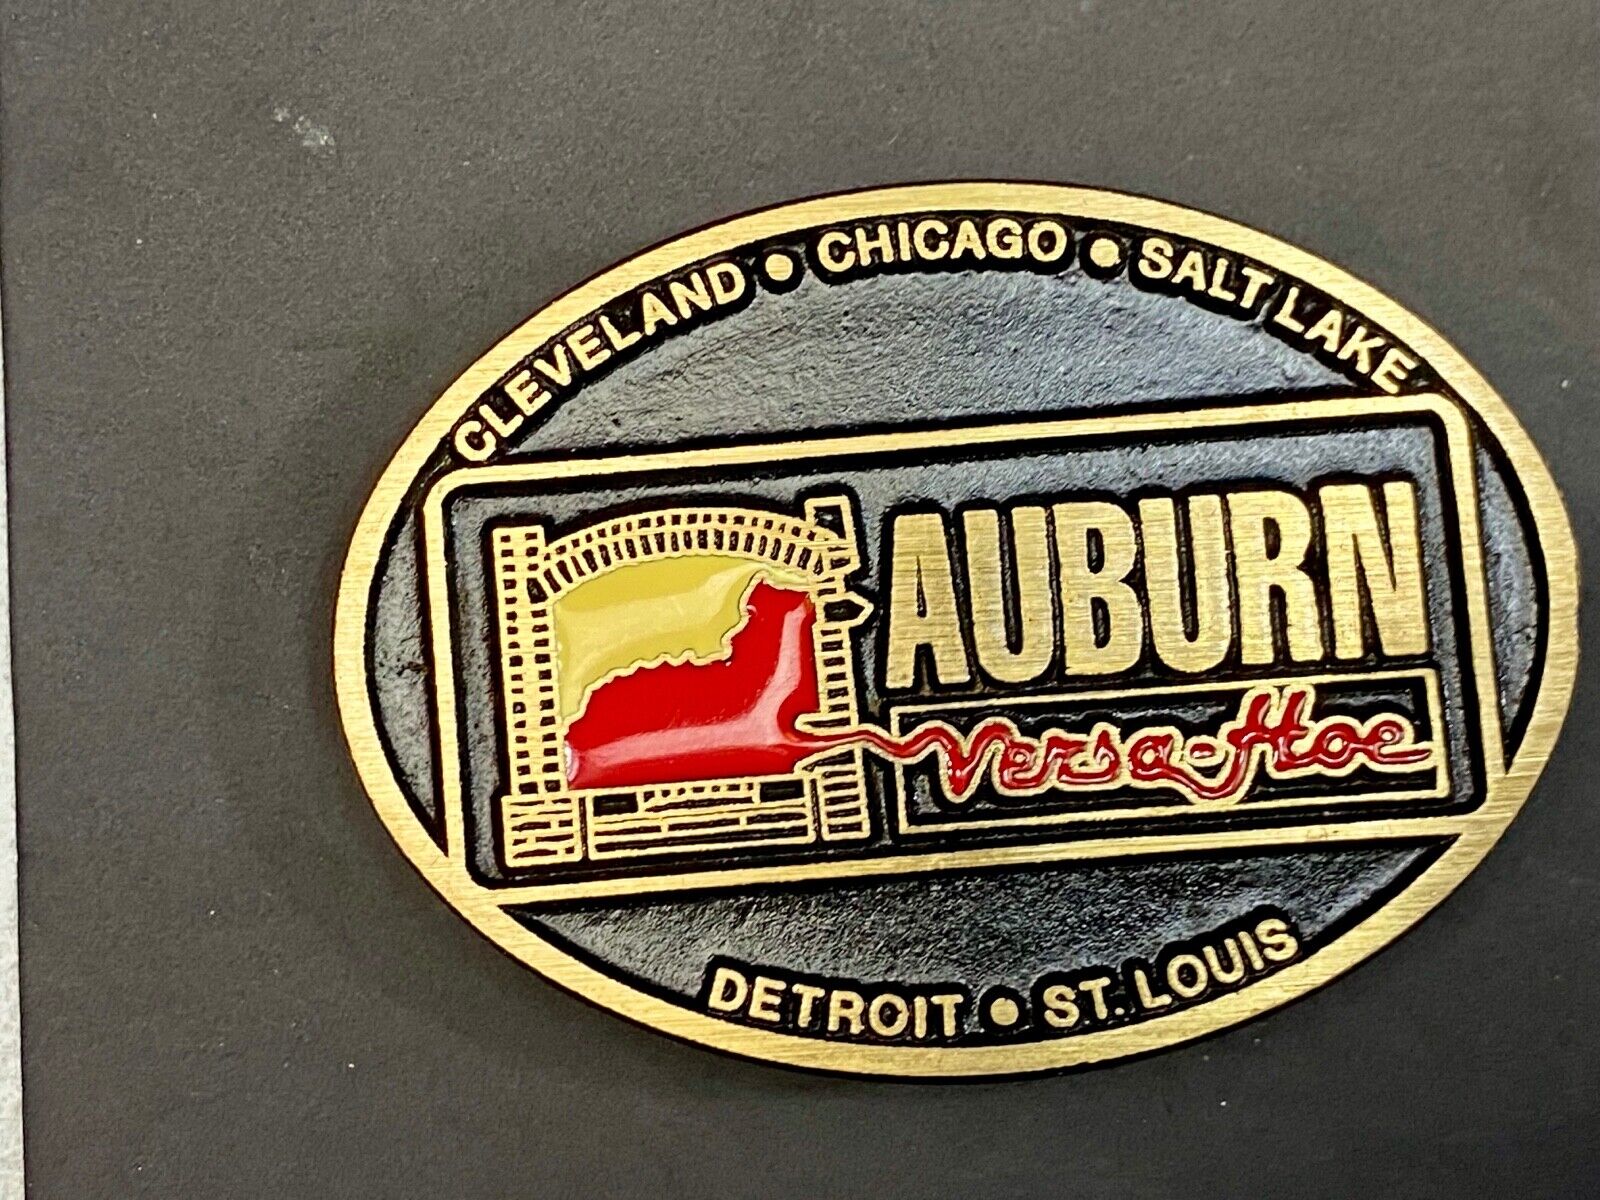 CLEVELAND • CHICAGO • SALT LAKE
AUBURN
Versa-Hoe
DETROIT • ST. LOUIS